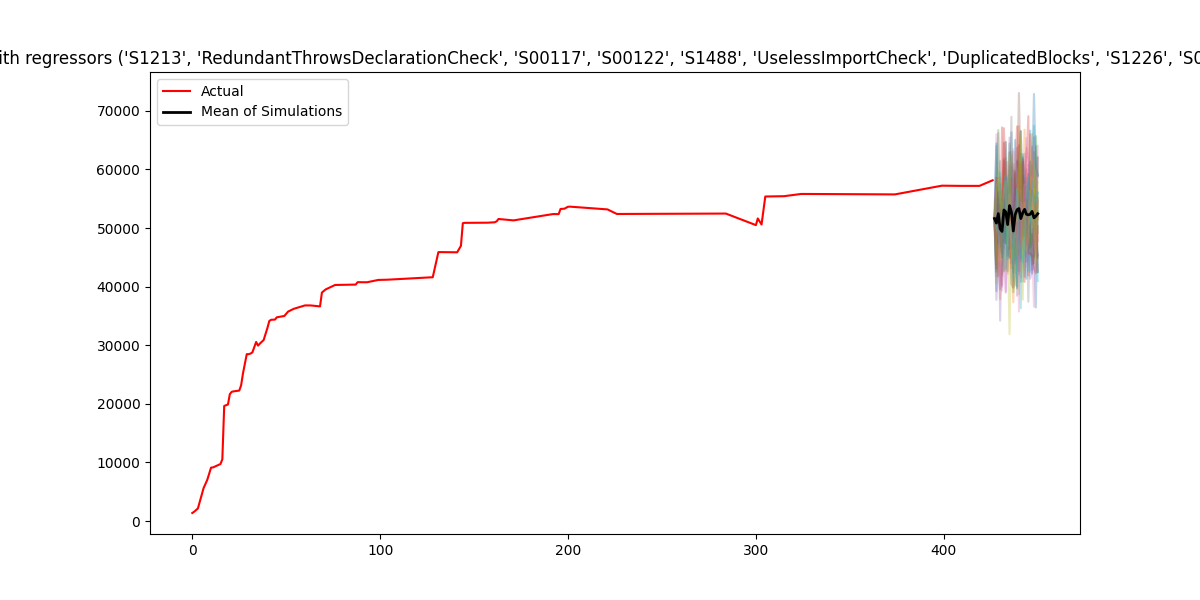 ith regressors ('S1213', 'RedundantThrowsDeclarationCheck', 'S00117', 'S00122', 'S1488', 'UselessImportCheck', 'DuplicatedBlocks', 'S1226', 'S0
Actual
Mean of Simulations
70000
60000
50000
40000
30000
20000
10000
0
0 100 200 300 400